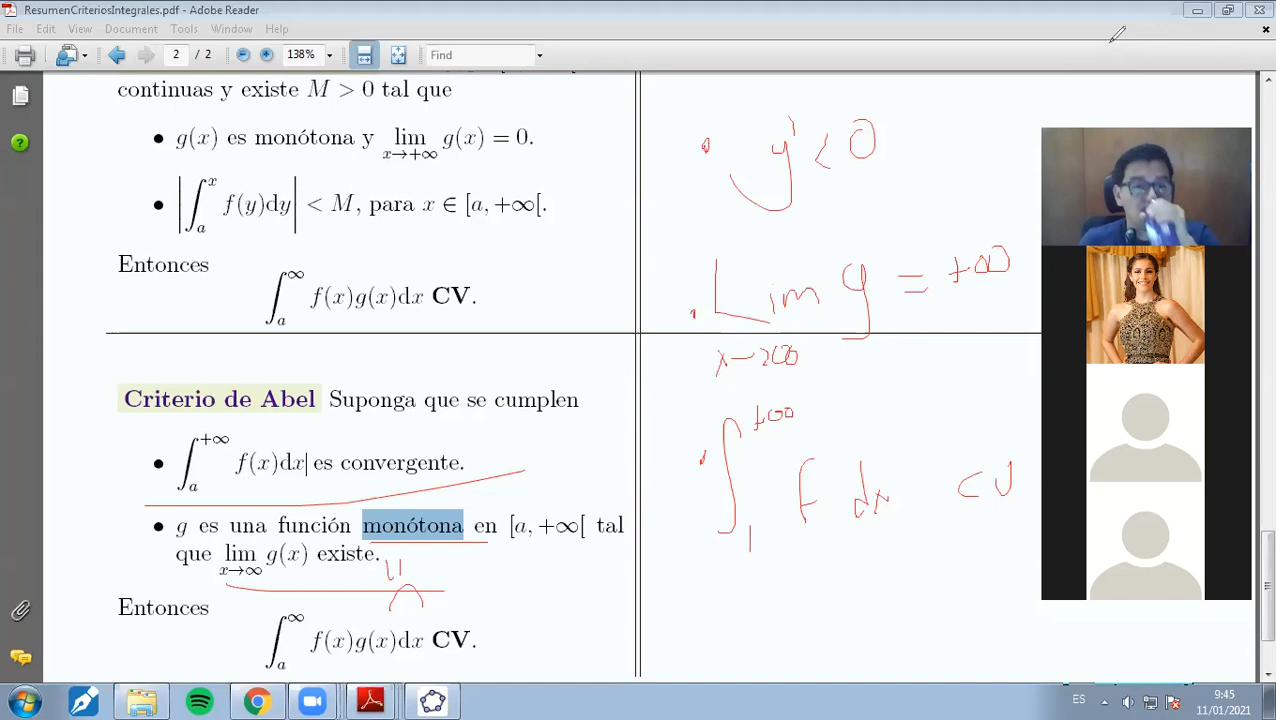 ResumenCriteriosIntegrales.pdf - Adobe Reader
File Edit View Document Tools Window Help
2 / 2 138% Find
continuas y existe M > 0 tal que
• g(x) es monótona y lim x→+∞ g(x) = 0.
• |∫_a^x f(y)dy| < M, para x ∈ [a, +∞[.
Entonces
∫_a^∞ f(x)g(x)dx CV.
Criterio de Abel Suponga que se cumplen
• ∫_a^{+∞} f(x)dx es convergente.
• g es una función monótona en [a, +∞[ tal
que lim x→∞ g(x) existe.
Entonces
∫_a^∞ f(x)g(x)dx CV.
• y' < 0
• Lim g = +∞
x→∞
• ∫_1^{+∞} f dx CV
ES 9:45
11/01/2021